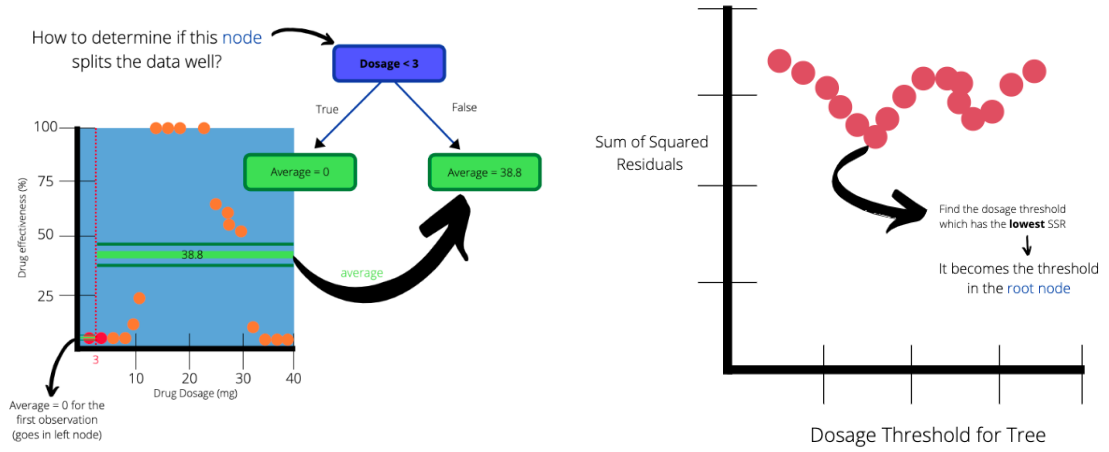 How to determine if this node
splits the data well?
Dosage < 3
True
False
Average = 0
Average = 38.8
100
75
50
25
Drug effectiveness (%)
38.8
average
3
10
20
30
40
Drug Dosage (mg)
Average = 0 for the
first observation
(goes in left node)
Sum of Squared
Residuals
Find the dosage threshold
which has the lowest SSR
It becomes the threshold
in the root node
Dosage Threshold for Tree